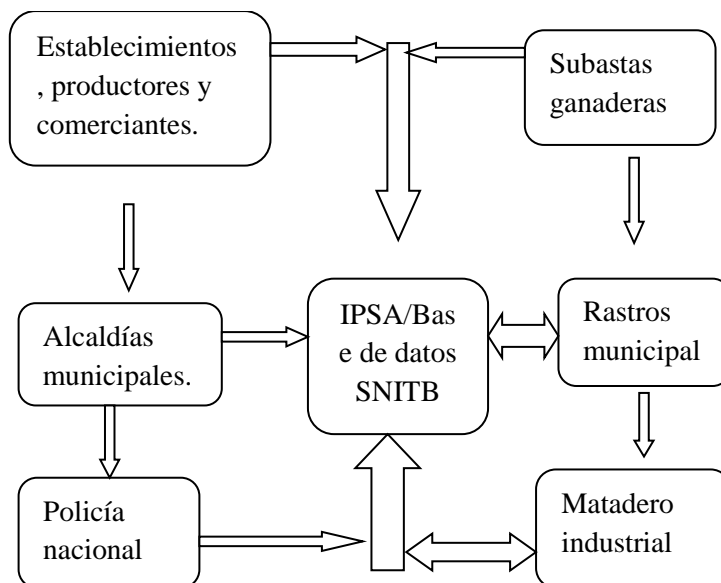 Establecimientos
, productores y
comerciantes.
Subastas
ganaderas
Alcaldías
municipales.
IPSA/Bas
e de datos
SNITB
Rastros
municipal
Policía
nacional
Matadero
industrial